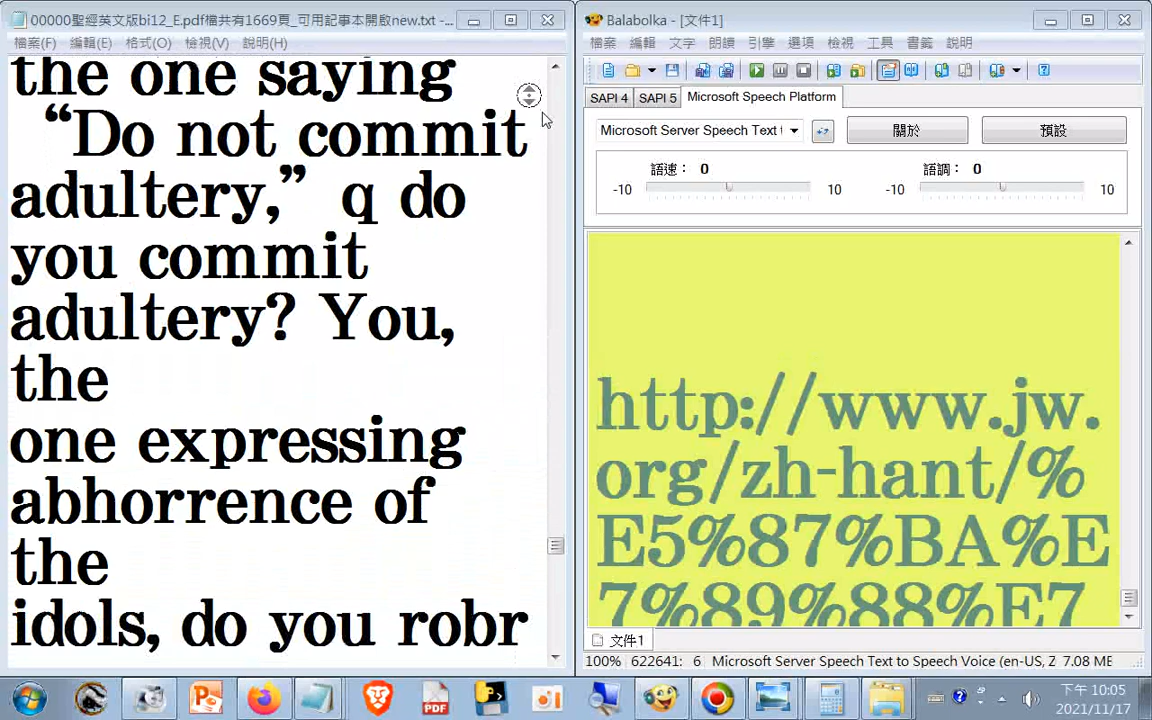 00000聖經英文版bi12_E.pdf檔共有1669頁_可用記事本開啟new.txt -...
檔案(F) 編輯(E) 格式(O) 檢視(V) 說明(H)
the one saying
“Do not commit
adultery,” q do
you commit
adultery? You,
the
one expressing
abhorrence of
the
idols, do you robr
Balabolka - [文件1]
檔案 編輯 文字 朗讀 引擎 選項 檢視 工具 書籤 說明
SAPI 4 SAPI 5 Microsoft Speech Platform
Microsoft Server Speech Text t 關於 預設
語速： 0 語調： 0
-10 10 -10 10
http://www.jw.
org/zh-hant/%
E5%87%BA%E
7%89%88%E7
文件1
100% 622641: 6 Microsoft Server Speech Text to Speech Voice (en-US, Z 7.08 ME
PDF
下午 10:05
2021/11/17